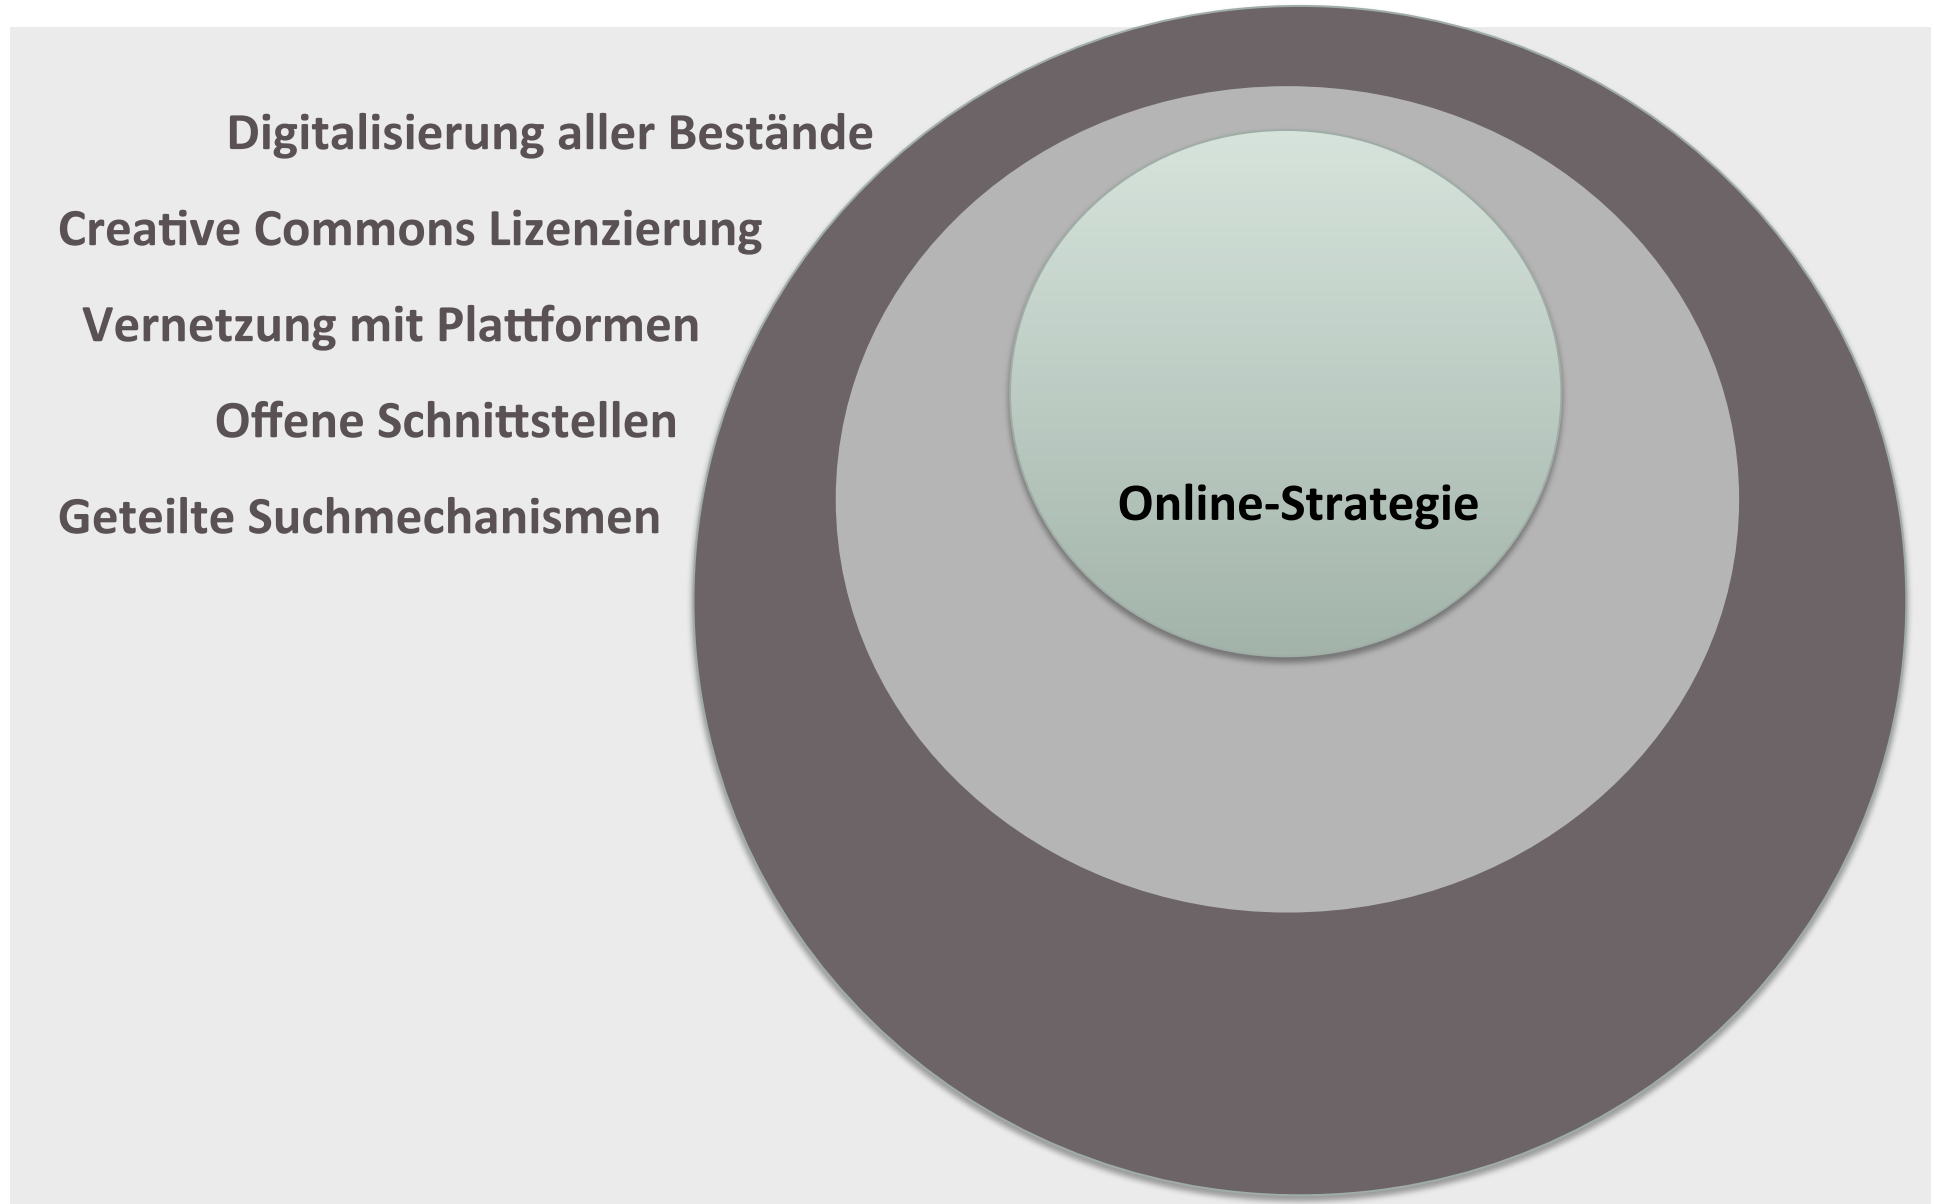 Digitalisierung aller Bestände
Creative Commons Lizenzierung
Vernetzung mit Plattformen
Offene Schnittstellen
Geteilte Suchmechanismen
Online-Strategie